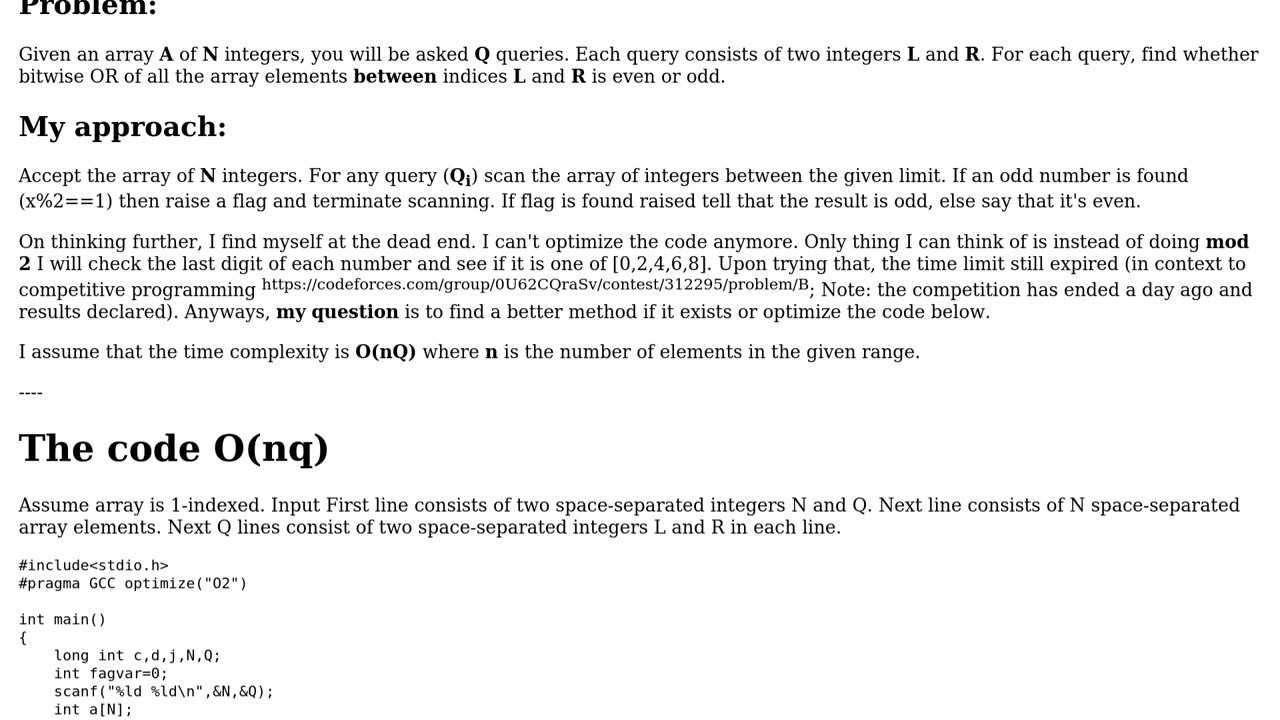 Problem:
Given an array A of N integers, you will be asked Q queries. Each query consists of two integers L and R. For each query, find whether
bitwise OR of all the array elements between indices L and R is even or odd.
My approach:
Accept the array of N integers. For any query (Qi) scan the array of integers between the given limit. If an odd number is found
(x%2==1) then raise a flag and terminate scanning. If flag is found raised tell that the result is odd, else say that it's even.
On thinking further, I find myself at the dead end. I can't optimize the code anymore. Only thing I can think of is instead of doing mod
2 I will check the last digit of each number and see if it is one of [0,2,4,6,8]. Upon trying that, the time limit still expired (in context to
competitive programming https://codeforces.com/group/0U62CQraSv/contest/312295/problem/B; Note: the competition has ended a day ago and
results declared). Anyways, my question is to find a better method if it exists or optimize the code below.
I assume that the time complexity is O(nQ) where n is the number of elements in the given range.
----
The code O(nq)
Assume array is 1-indexed. Input First line consists of two space-separated integers N and Q. Next line consists of N space-separated
array elements. Next Q lines consist of two space-separated integers L and R in each line.
#include<stdio.h>
#pragma GCC optimize("O2")
int main()
{
    long int c,d,j,N,Q;
    int fagvar=0;
    scanf("%ld %ld\n",&N,&Q);
    int a[N];